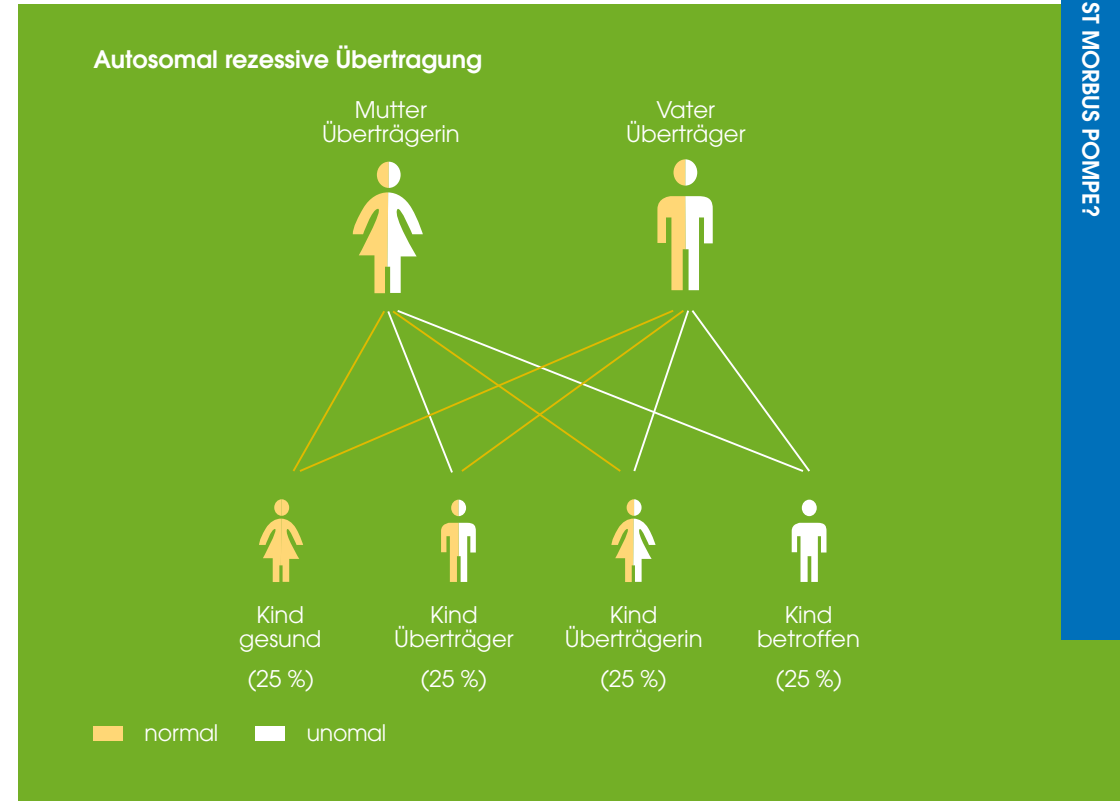 ST MORBUS POMPE?
Autosomal rezessive Übertragung
Mutter
Überträgerin
Vater
Überträger
Kind
gesund
(25 %)
Kind
Überträger
(25 %)
Kind
Überträgerin
(25 %)
Kind
betroffen
(25 %)
normal
unomal